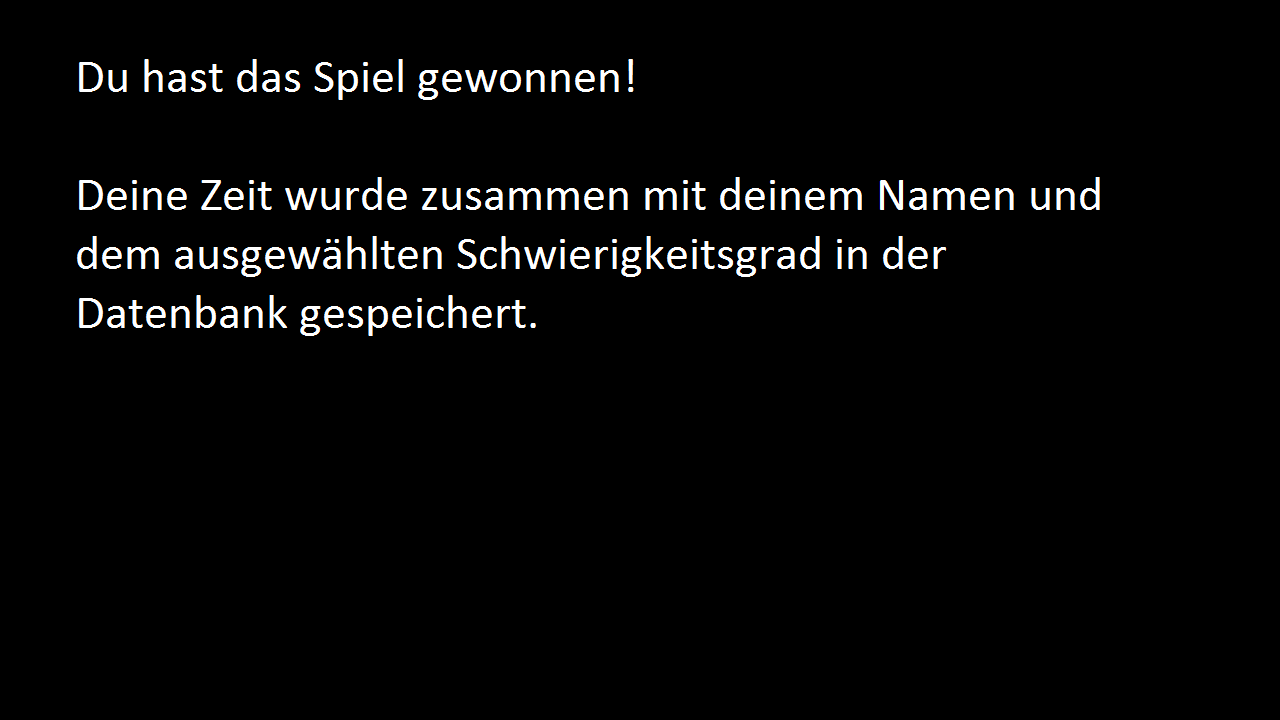 Du hast das Spiel gewonnen!
Deine Zeit wurde zusammen mit deinem Namen und
dem ausgewählten Schwierigkeitsgrad in der
Datenbank gespeichert.